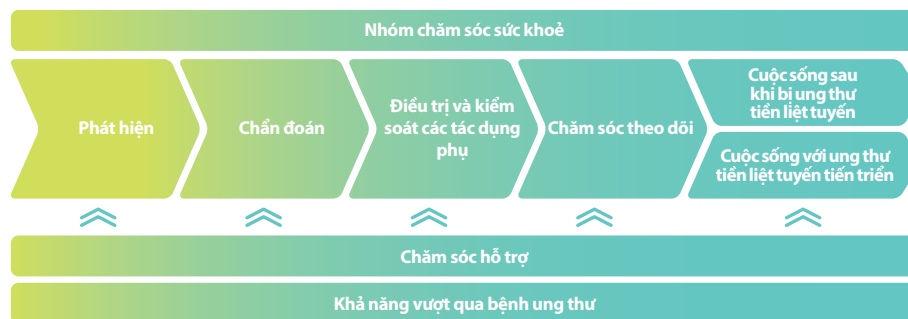 Nhóm chăm sóc sức khoẻ
Phát hiện
Chẩn đoán
Điều trị và kiểm
soát các tác dụng
phụ
Chăm sóc theo dõi
Cuộc sống sau
khi bị ung thư
tiền liệt tuyến
Cuộc sống với ung thư
tiền liệt tuyến tiến triển
Chăm sóc hỗ trợ
Khả năng vượt qua bệnh ung thư